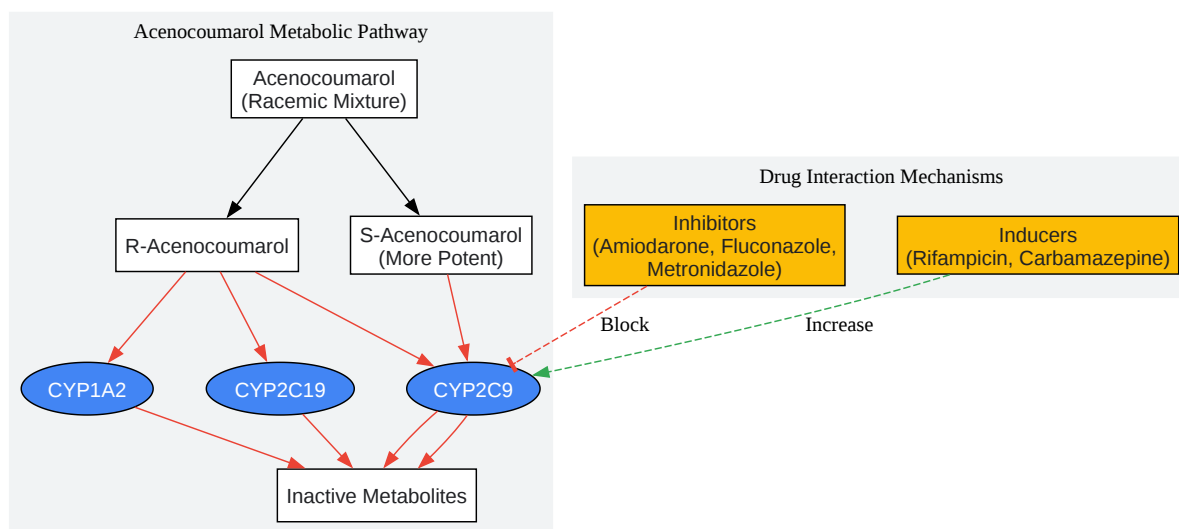 Acenocoumarol Metabolic Pathway
Acenocoumarol
(Racemic Mixture)
Drug Interaction Mechanisms
R-Acenocoumarol
S-Acenocoumarol
(More Potent)
Inhibitors
(Amiodarone, Fluconazole,
Metronidazole)
Inducers
(Rifampicin, Carbamazepine)
Block
Increase
CYP1A2
CYP2C19
CYP2C9
Inactive Metabolites